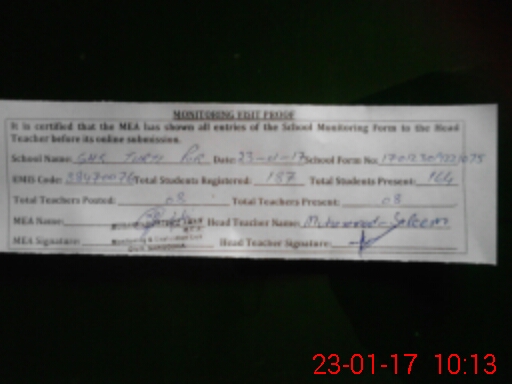 MONITORING VISIT PROOF
It is certified that the MEA has shown all entries of the School Monitoring Form to the Head
Teacher before its online submission.
School Name: GHS Date: 23-01-17 School Form No:
EMIS Code: Total Students Registered: 187 Total Students Present: 164
Total Teachers Posted: 08 Total Teachers Present: 08
MEA Name: Head Teacher Name: Muhammad Saleem
MEA Signature: Head Teacher Signature:
23-01-17 10:13